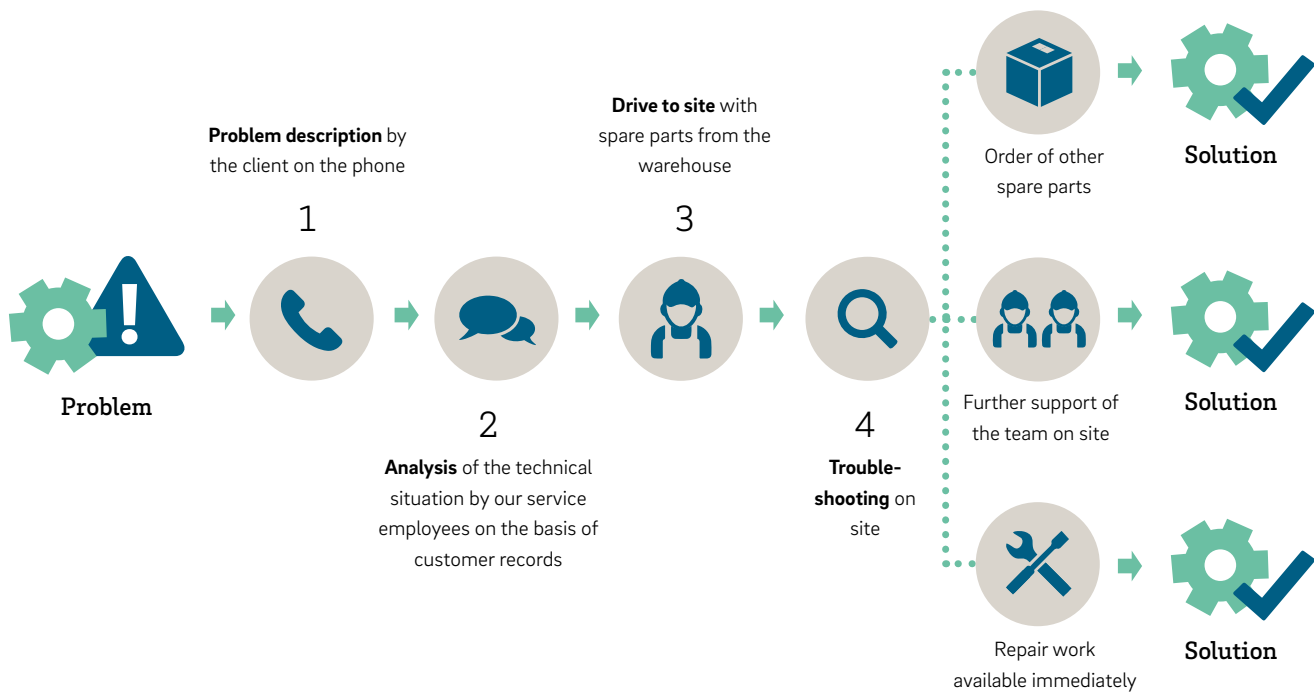 Problem
Problem description by
the client on the phone
1
2
Analysis of the technical
situation by our service
employees on the basis of
customer records
Drive to site with
spare parts from the
warehouse
3
4
Trouble-
shooting on
site
Order of other
spare parts
Solution
Further support of
the team on site
Solution
Repair work
available immediately
Solution